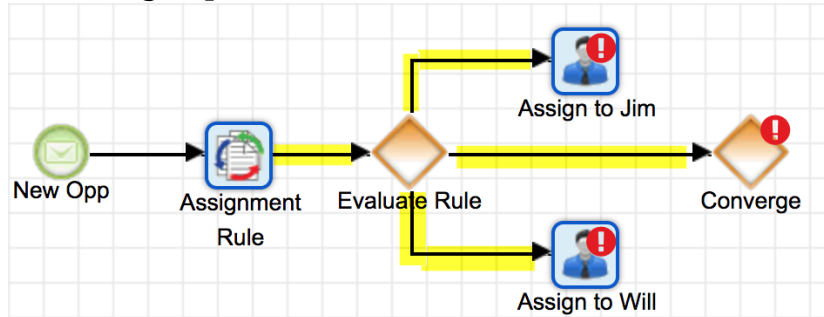 Assign to Jim
New Opp
Assignment
Rule
Evaluate Rule
Converge
Assign to Will